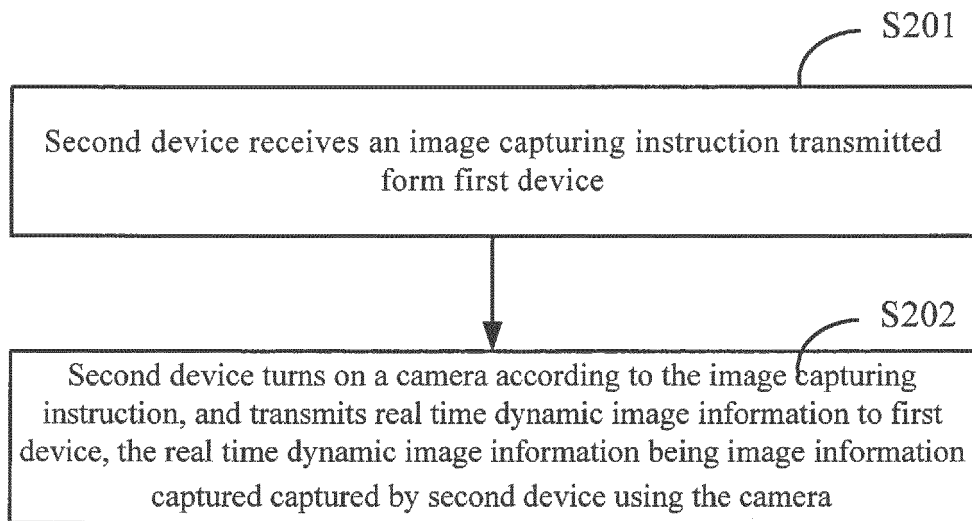 S201
Second device receives an image capturing instruction transmitted
form first device
S202
Second device turns on a camera according to the image capturing
instruction, and transmits real time dynamic image information to first
device, the real time dynamic image information being image information
captured captured by second device using the camera